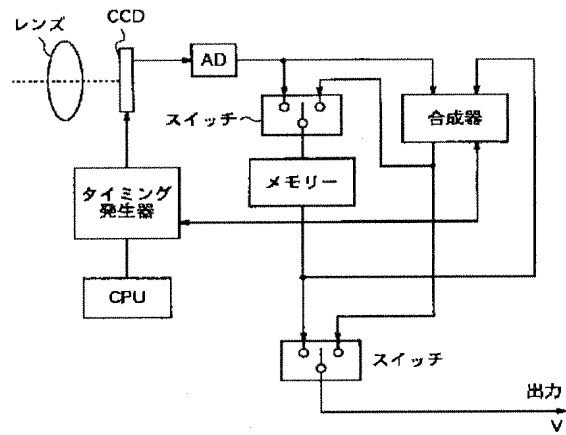 レンズ
CCD
AD
スイッチ
合成器
メモリー
タイミング
発生器
CPU
スイッチ
出力
V